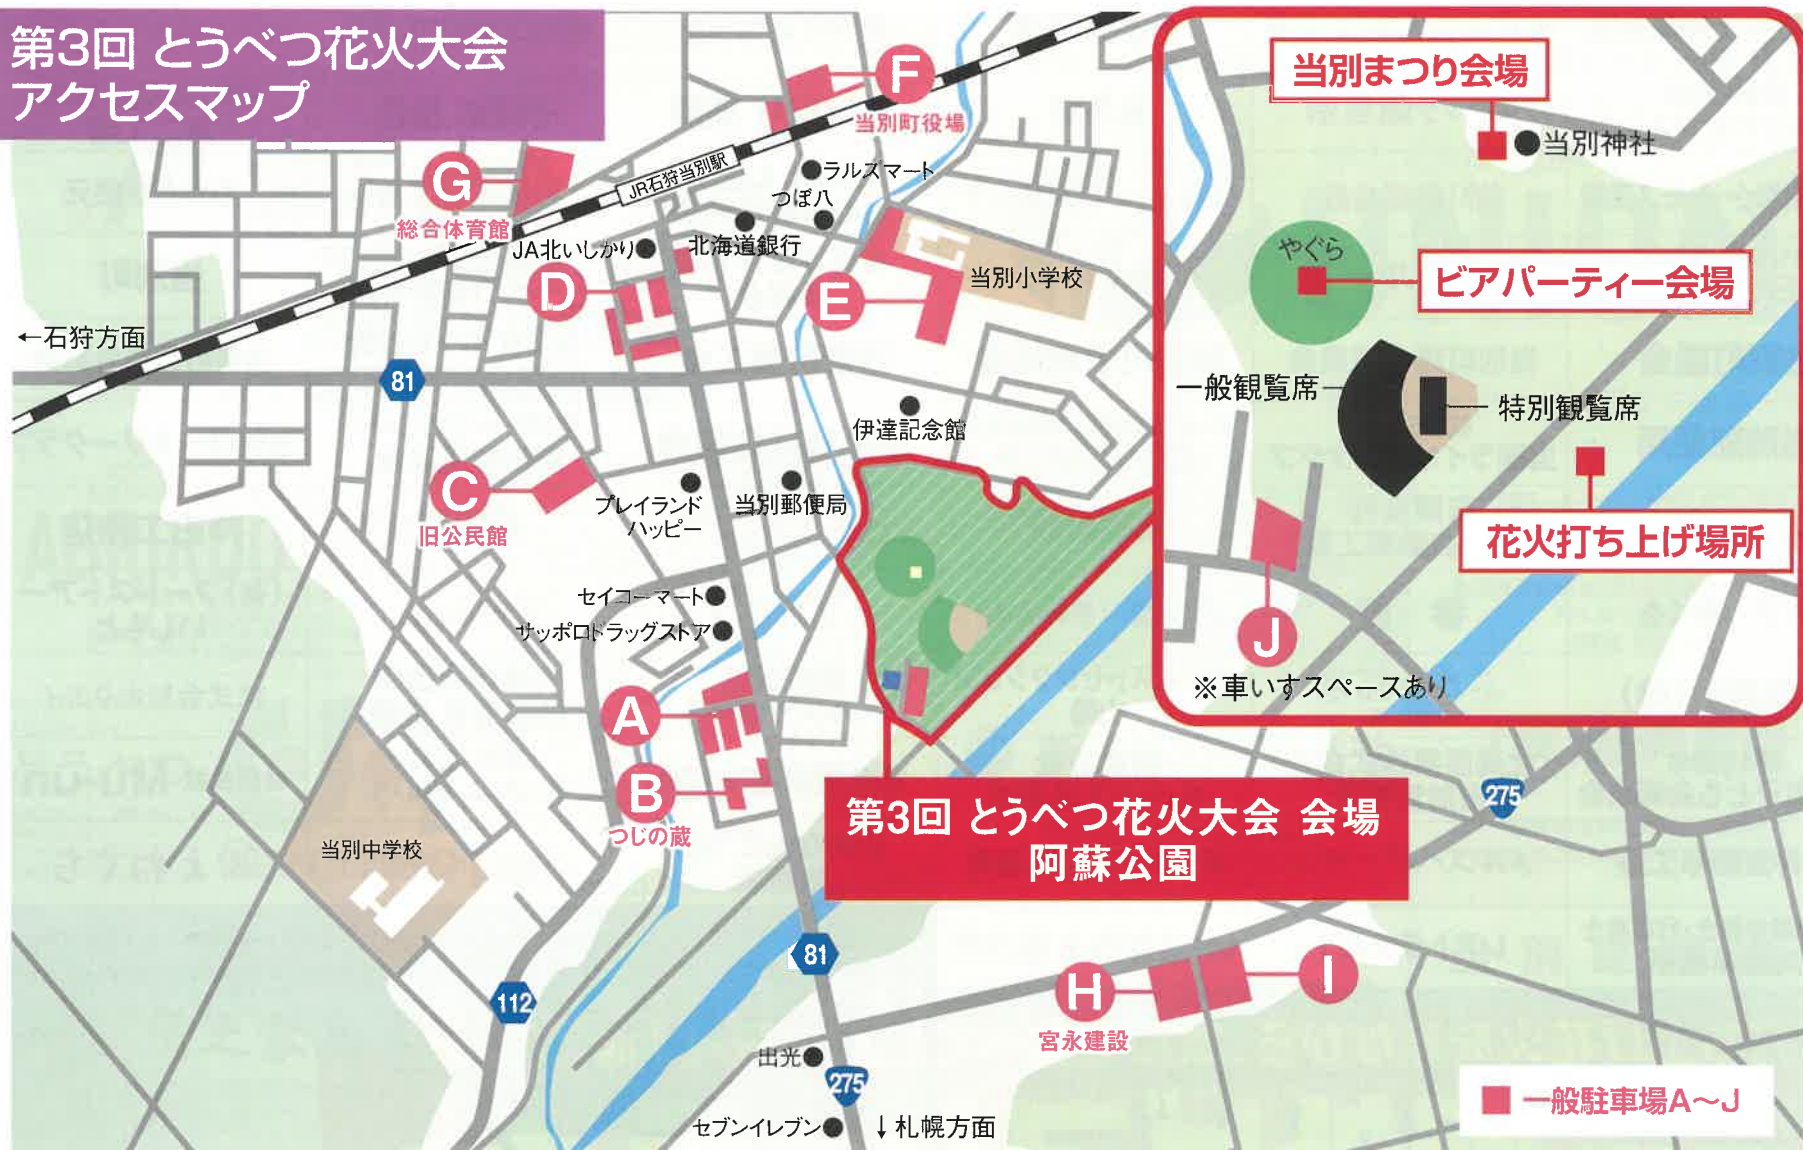 第3回 とうべつ花火大会
アクセスマップ
F
当別町役場
G
総合体育館
JR石狩当別駅
ラルズマート
つぼ八
北海道銀行
JA北いしかり
D
E
当別小学校
←石狩方面
81
伊達記念館
C
旧公民館
プレイランド
ハッピー
当別郵便局
セイコーマート
サッポロドラッグストア
A
B
つじの蔵
当別中学校
第3回 とうべつ花火大会 会場
阿蘇公園
81
112
275
H
宮永建設
I
出光
275
セブンイレブン
↓札幌方面
一般駐車場A～J
当別まつり会場
当別神社
やぐら
ビアパーティー会場
一般観覧席
特別観覧席
花火打ち上げ場所
J
※車いすスペースあり